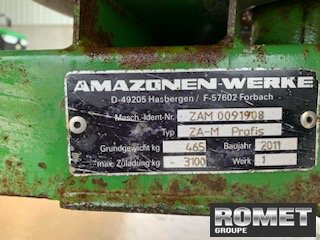 AMAZONEN-WERKE
D-49205 Hasbergen / F-57602 Forbach
Masch.-Ident-Nr. ZAM 0091908
Typ ZA-M Profis
Grundgewicht kg 465 Baujahr 2011
max. Zuladung kg 3100 Werk 1
ROMET
GROUPE